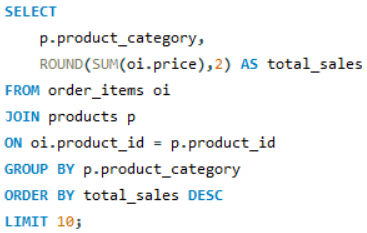 SELECT
    p.product_category,
    ROUND(SUM(oi.price),2) AS total_sales
FROM order_items oi
JOIN products p
ON oi.product_id = p.product_id
GROUP BY p.product_category
ORDER BY total_sales DESC
LIMIT 10;